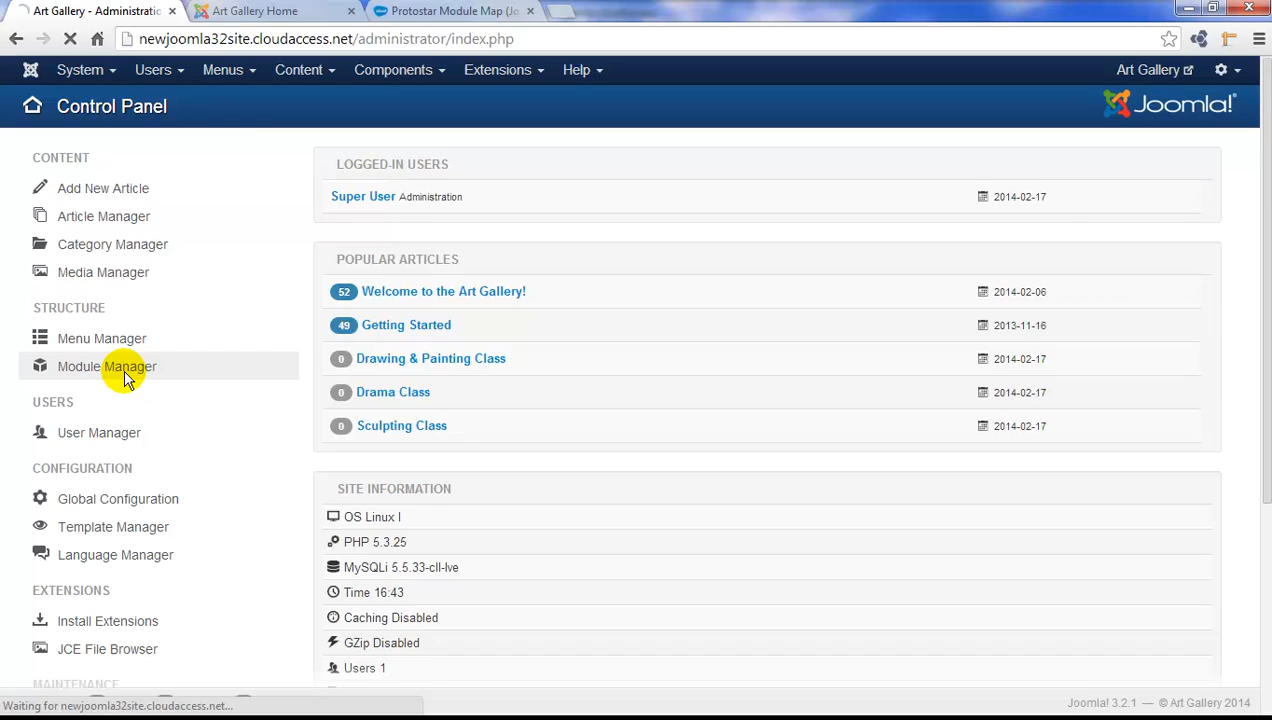 Art Gallery - Administratio
Art Gallery Home
Protostar Module Map (Jo
newjoomla32site.cloudaccess.net/administrator/index.php
System
Users
Menus
Content
Components
Extensions
Help
Art Gallery
Control Panel
Joomla!®
CONTENT
Add New Article
Article Manager
Category Manager
Media Manager
STRUCTURE
Menu Manager
Module Manager
USERS
User Manager
CONFIGURATION
Global Configuration
Template Manager
Language Manager
EXTENSIONS
Install Extensions
JCE File Browser
MAINTENANCE
LOGGED-IN USERS
Super User Administration 2014-02-17
POPULAR ARTICLES
52 Welcome to the Art Gallery! 2014-02-06
49 Getting Started 2013-11-16
0 Drawing & Painting Class 2014-02-17
0 Drama Class 2014-02-17
0 Sculpting Class 2014-02-17
SITE INFORMATION
OS Linux l
PHP 5.3.25
MySQLi 5.5.33-cll-lve
Time 16:43
Caching Disabled
GZip Disabled
Users 1
Waiting for newjoomla32site.cloudaccess.net...
Joomla! 3.2.1 — © Art Gallery 2014